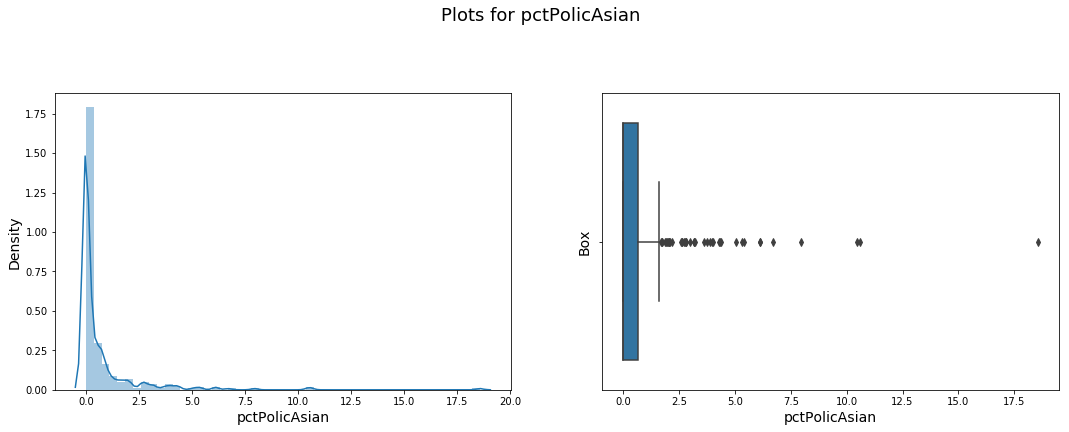 Plots for pctPolicAsian
Density
1.75
1.50
1.25
1.00
0.75
0.50
0.25
0.00
0.0 2.5 5.0 7.5 10.0 12.5 15.0 17.5 20.0
pctPolicAsian
Box
0.0 2.5 5.0 7.5 10.0 12.5 15.0 17.5
pctPolicAsian